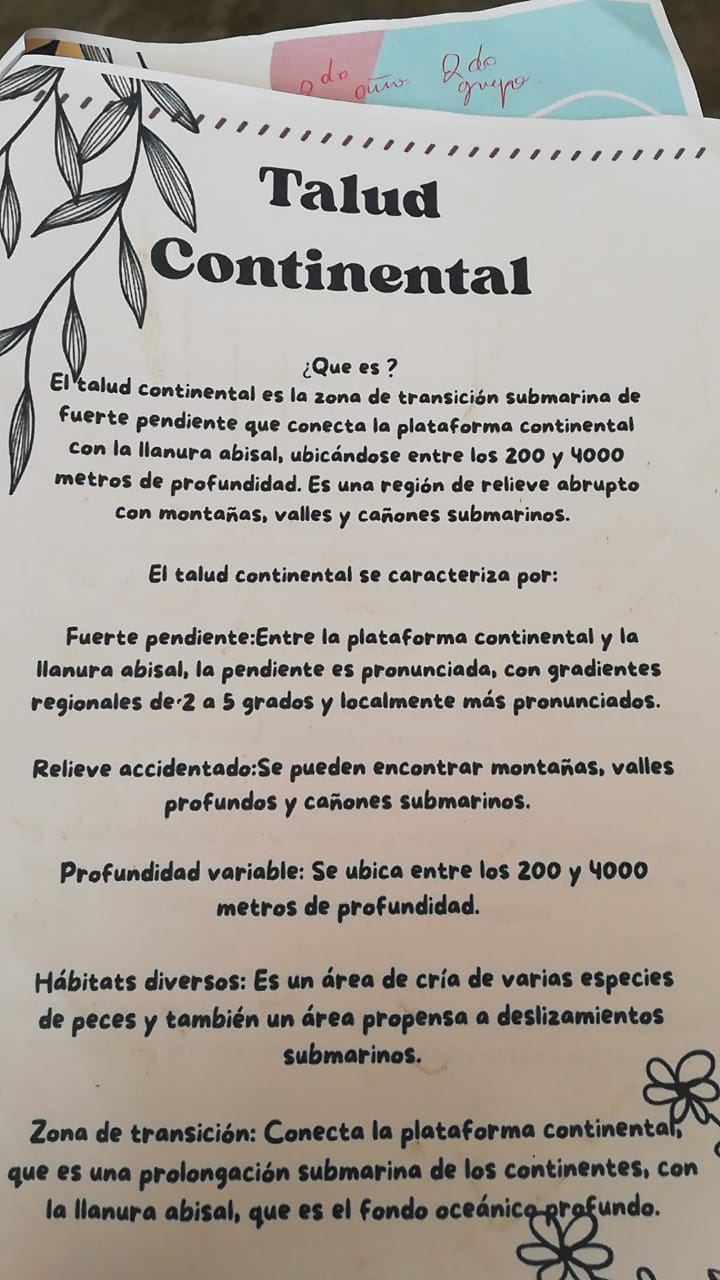 2do año 2do
grupo
Talud
Continental
¿Que es ?
El talud continental es la zona de transición submarina de
fuerte pendiente que conecta la plataforma continental
con la llanura abisal, ubicándose entre los 200 y 4000
metros de profundidad. Es una región de relieve abrupto
con montañas, valles y cañones submarinos.
El talud continental se caracteriza por:
Fuerte pendiente:Entre la plataforma continental y la
llanura abisal, la pendiente es pronunciada, con gradientes
regionales de 2 a 5 grados y localmente más pronunciados.
Relieve accidentado:Se pueden encontrar montañas, valles
profundos y cañones submarinos.
Profundidad variable: Se ubica entre los 200 y 4000
metros de profundidad.
Hábitats diversos: Es un área de cría de varias especies
de peces y también un área propensa a deslizamientos
submarinos.
Zona de transición: Conecta la plataforma continental,
que es una prolongación submarina de los continentes, con
la llanura abisal, que es el fondo oceánico profundo.